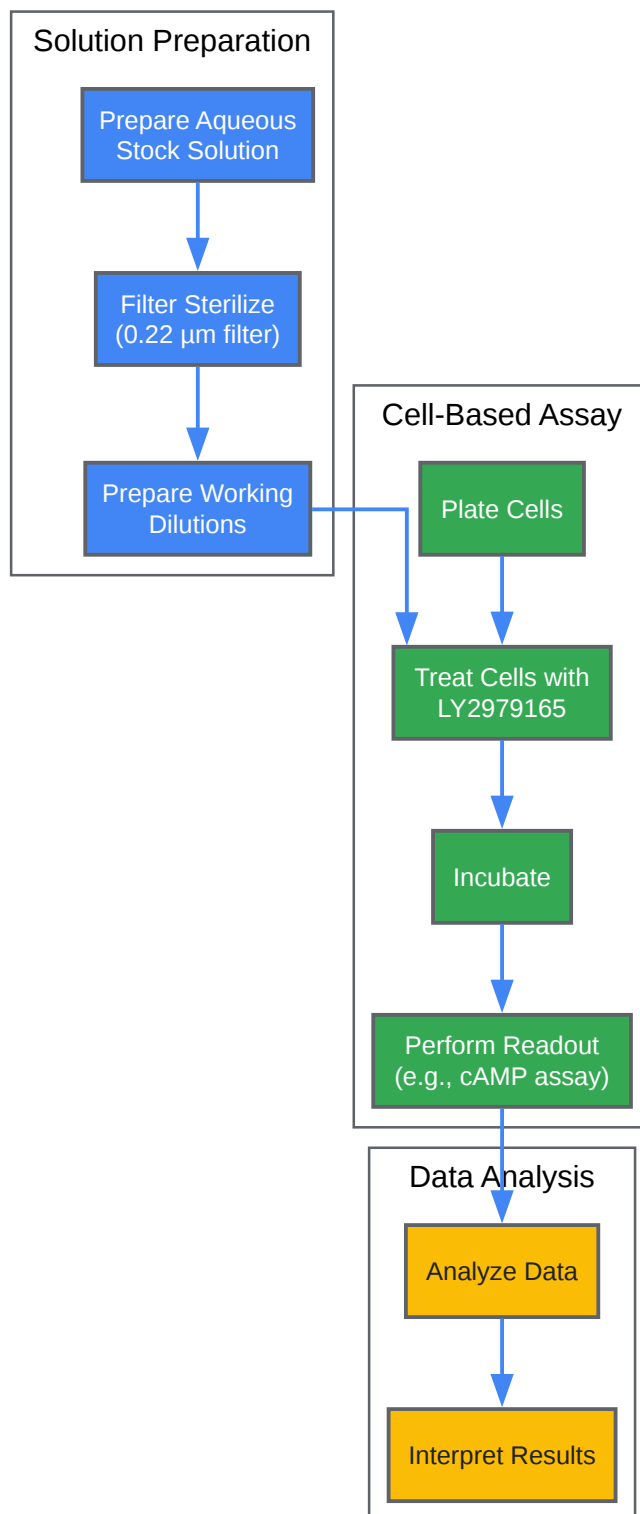 Solution Preparation
Prepare Aqueous
Stock Solution
Filter Sterilize
(0.22 µm filter)
Prepare Working
Dilutions
Cell-Based Assay
Plate Cells
Treat Cells with
LY2979165
Incubate
Perform Readout
(e.g., cAMP assay)
Data Analysis
Analyze Data
Interpret Results